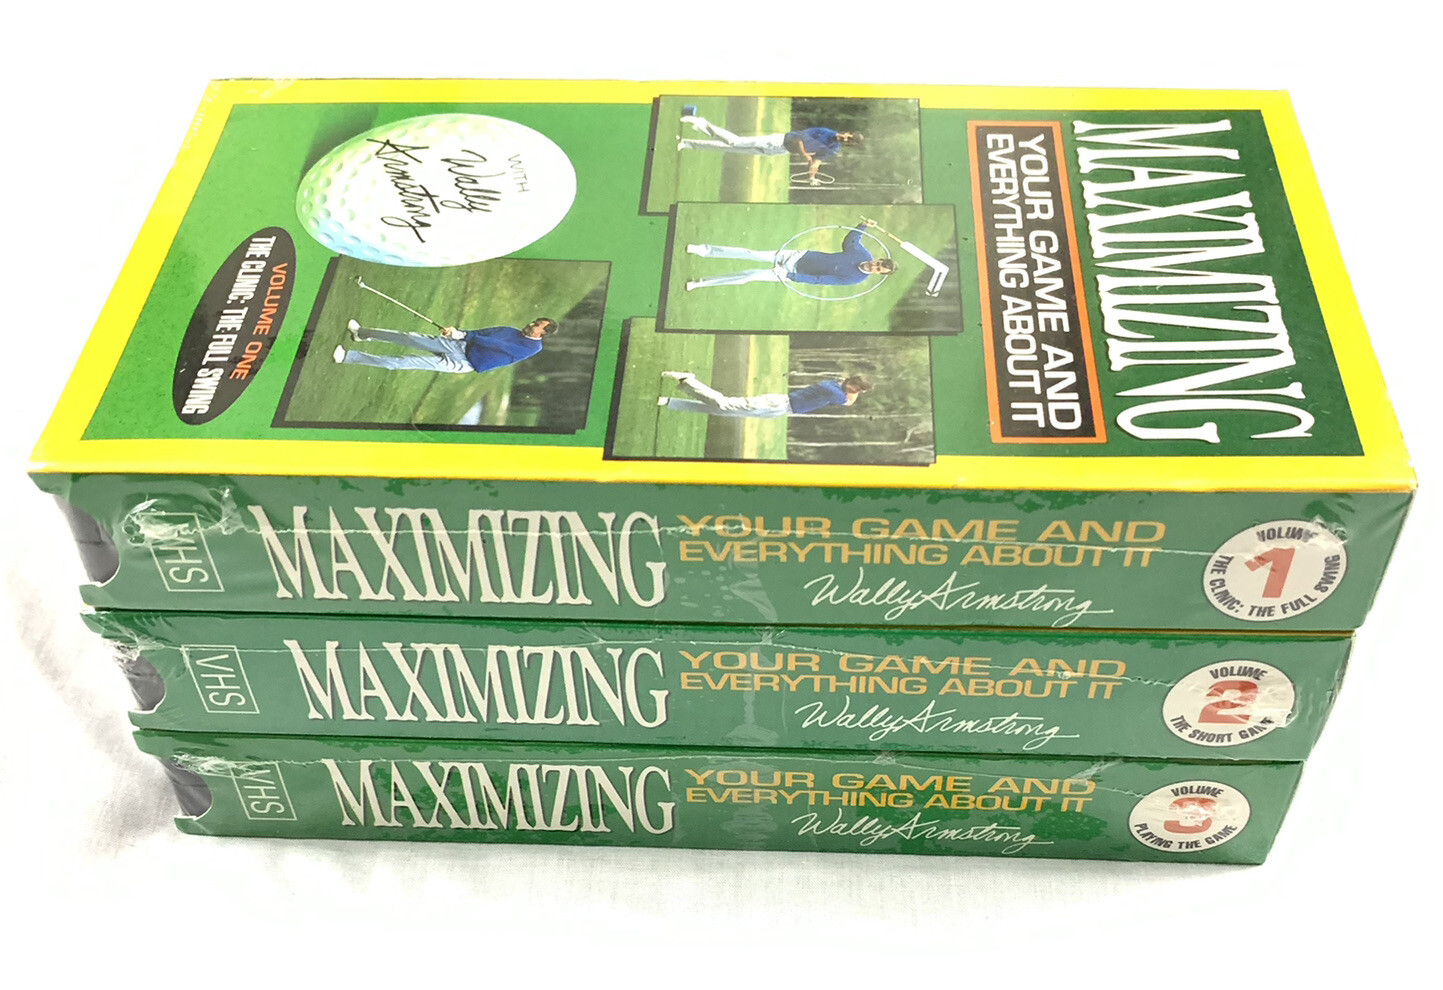 MAXIMIZING
YOUR GAME AND
EVERYTHING ABOUT IT
WITH
Wally
Armstrong
VOLUME ONE
THE CLINIC: THE FULL SWING
VHS
MAXIMIZING
YOUR GAME AND
EVERYTHING ABOUT IT
Wally Armstrong
VOLUME
1
THE CLINIC: THE FULL SWING
VHS
MAXIMIZING
YOUR GAME AND
EVERYTHING ABOUT IT
Wally Armstrong
VOLUME
2
THE SHORT GAME
VHS
MAXIMIZING
YOUR GAME AND
EVERYTHING ABOUT IT
Wally Armstrong
VOLUME
3
PLAYING THE GAME